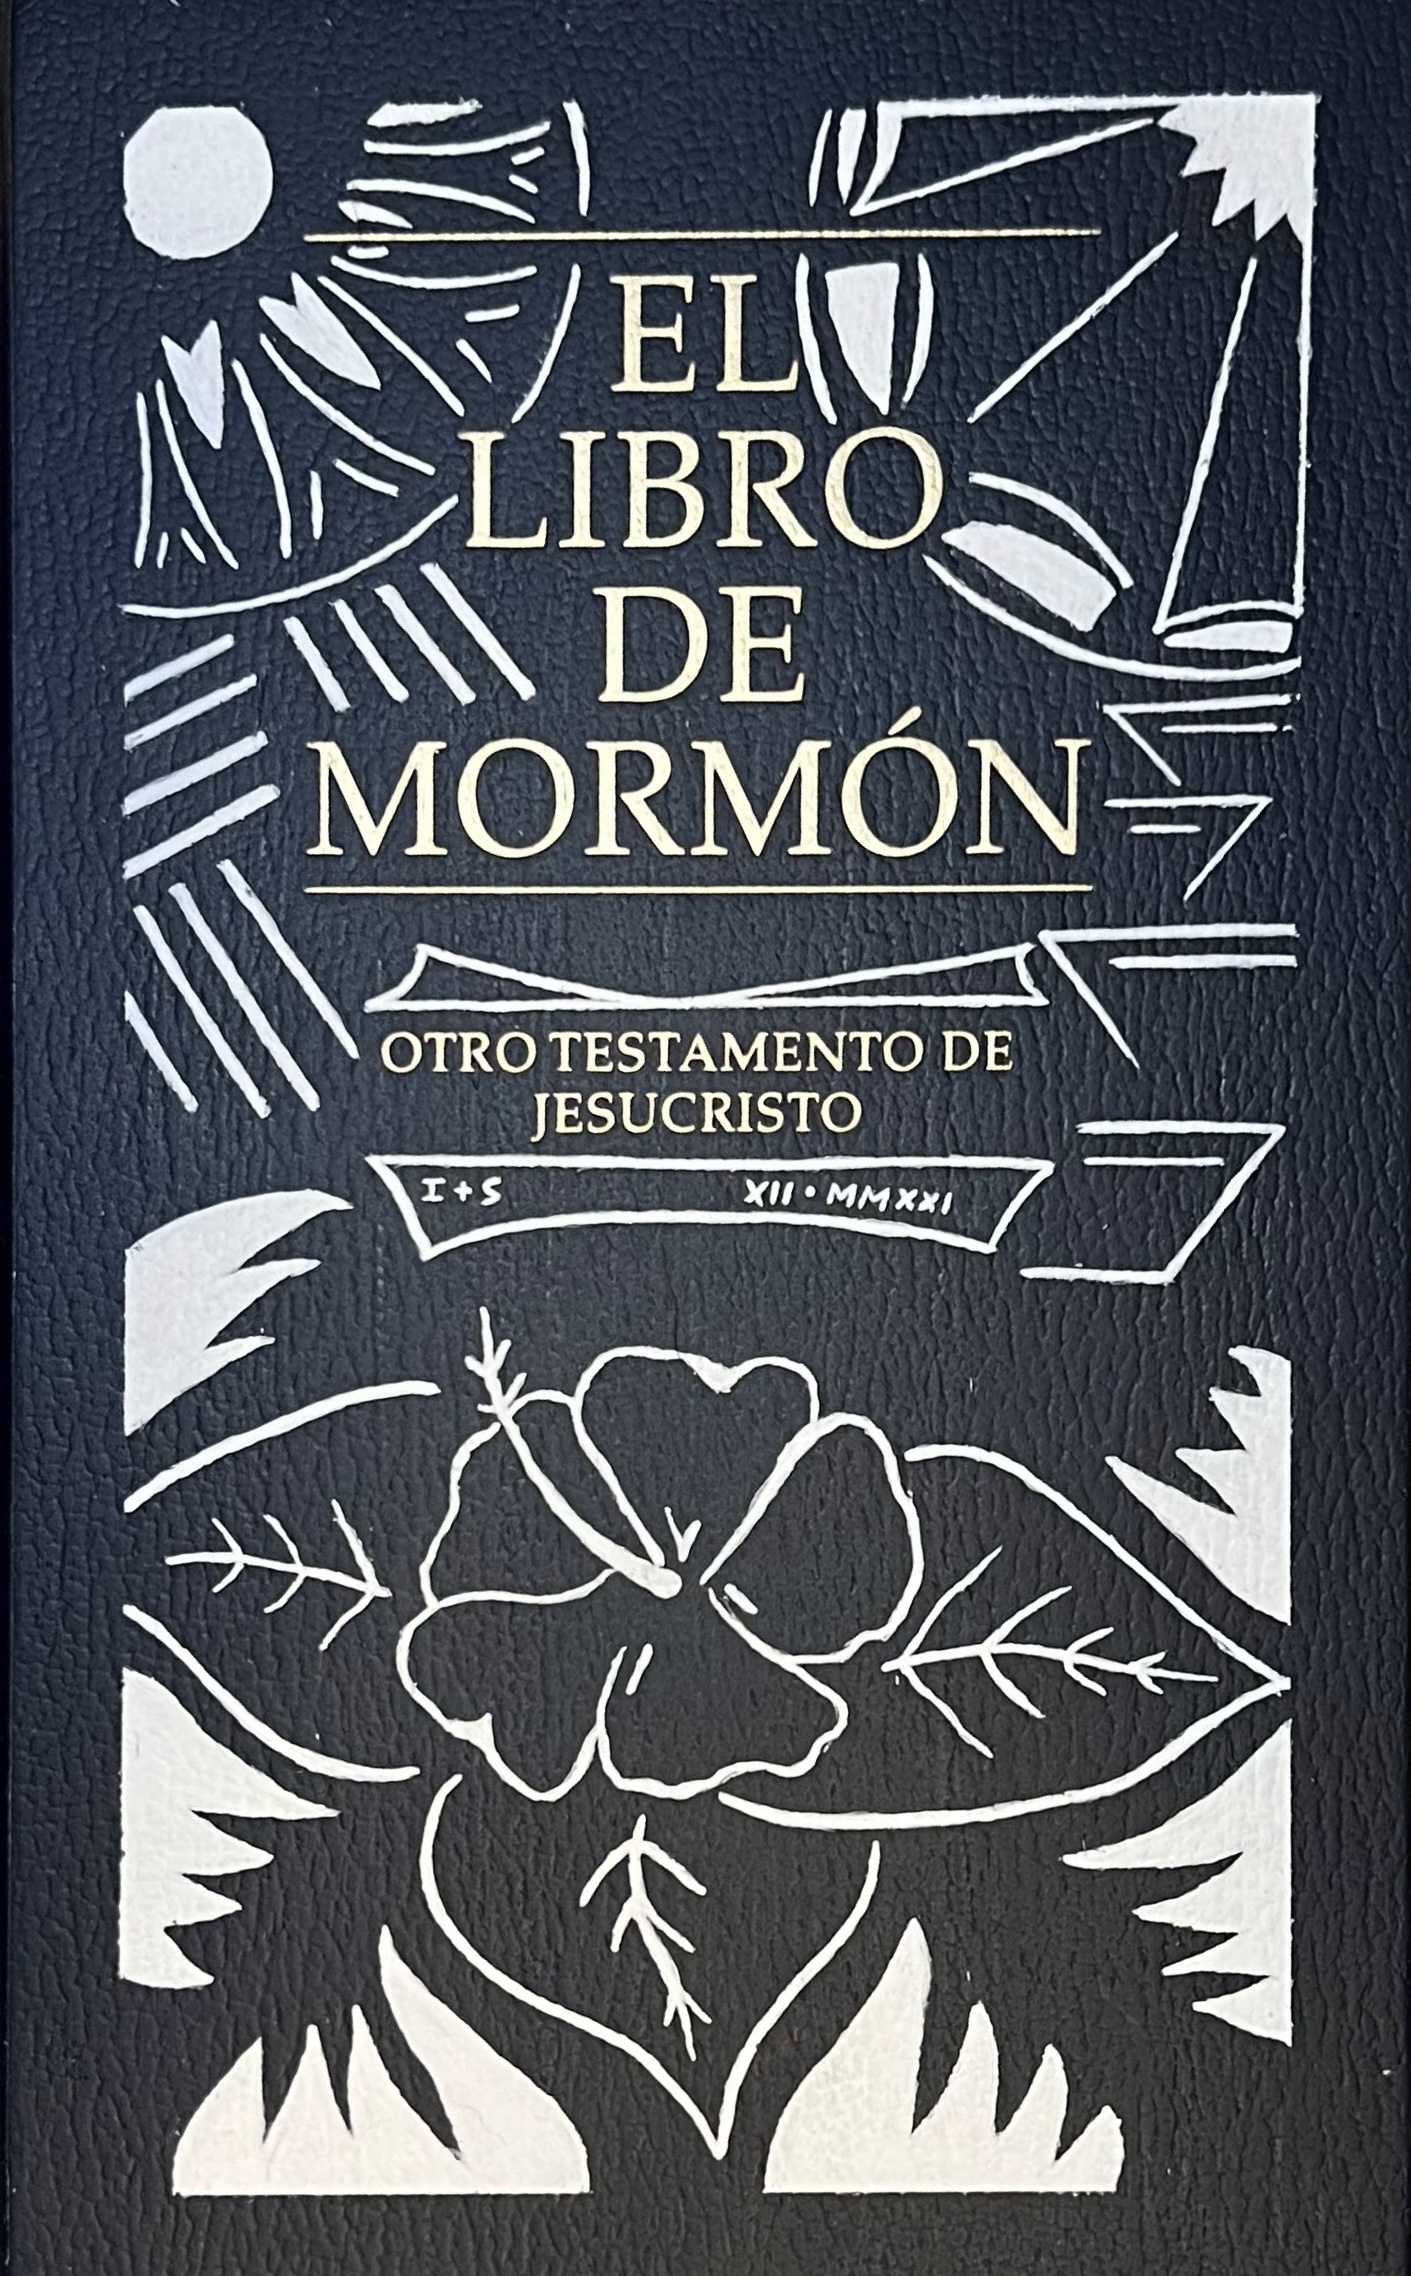 EL
LIBRO
DE
MORMÓN
OTRO TESTAMENTO DE
JESUCRISTO
I + S XII • MMXXI